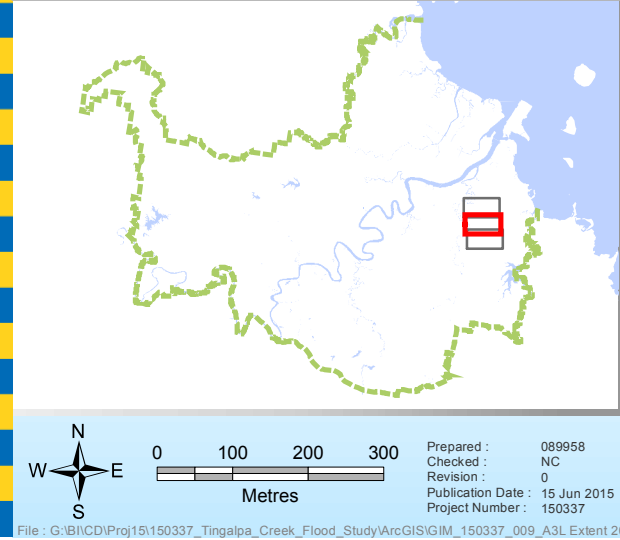 N
W E
S
0 100 200 300
Metres
Prepared : 089958
Checked : NC
Revision : 0
Publication Date : 15 Jun 2015
Project Number : 150337
File : G:\BI\CD\Proj15\150337_Tingalpa_Creek_Flood_Study\ArcGIS\GIM_150337_009_A3L Extent